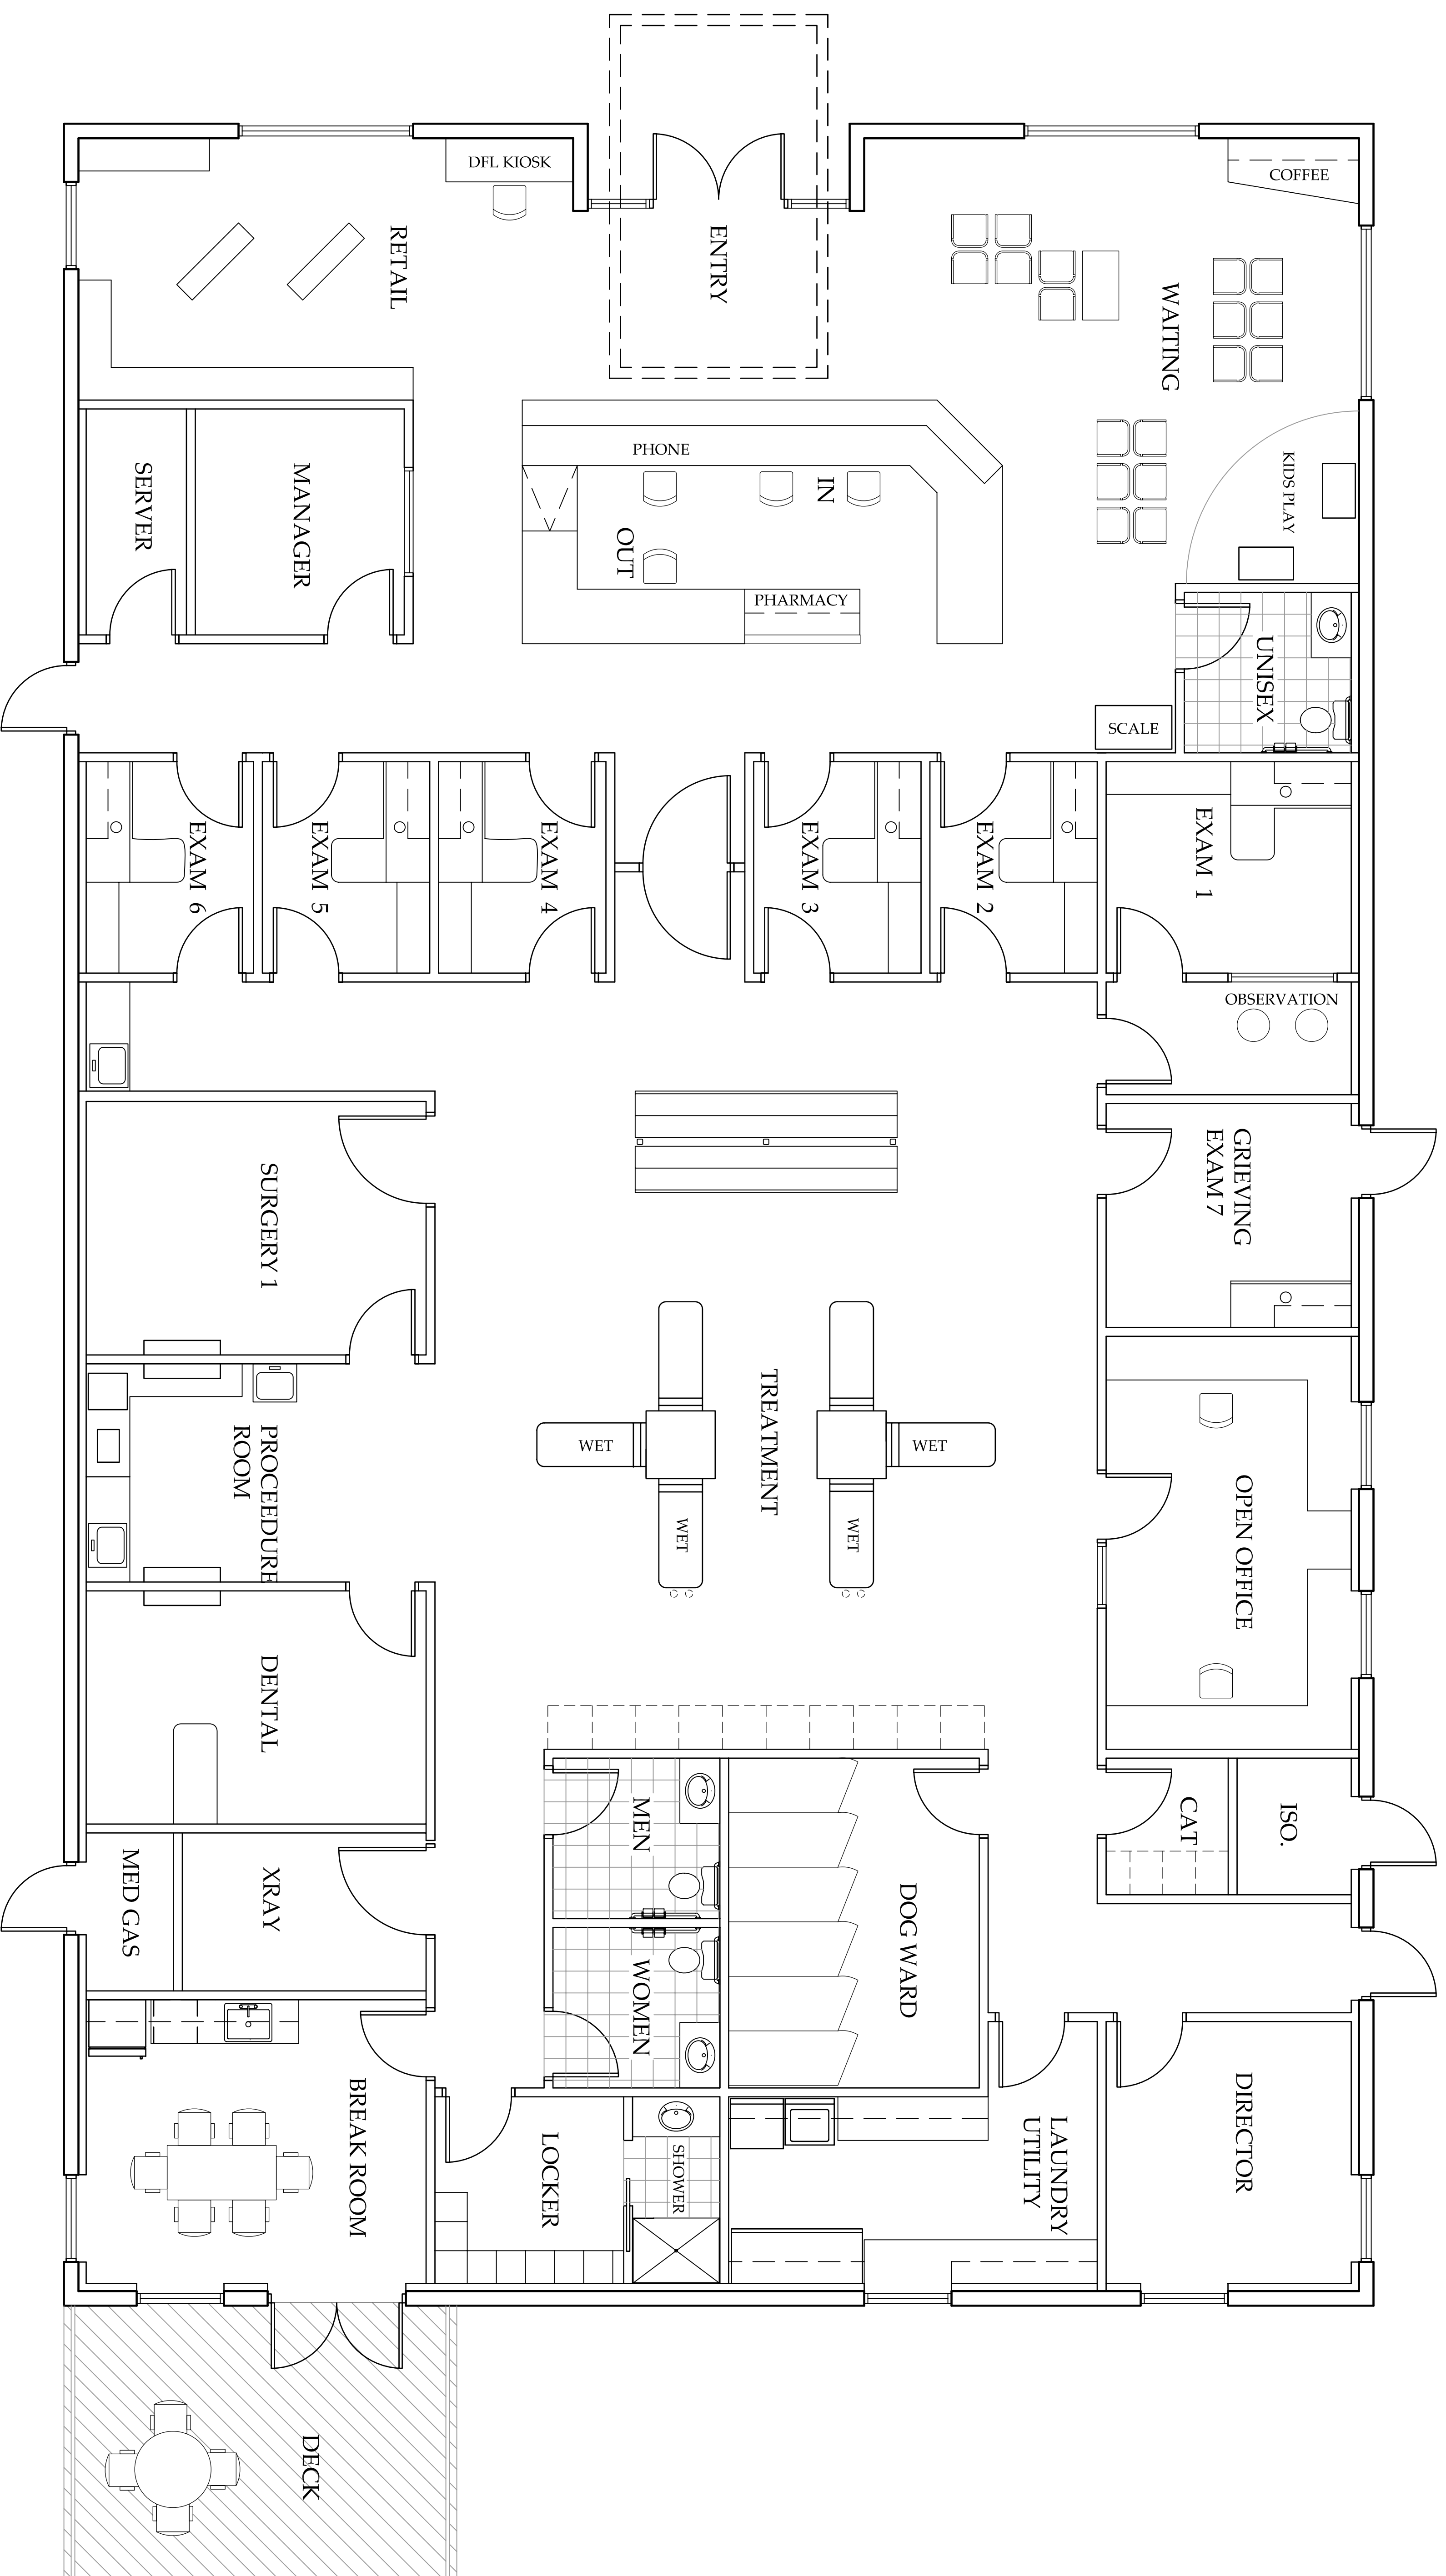 DFL KIOSK
COFFEE
RETAIL
ENTRY
WAITING
PHONE
IN
KIDS PLAY
SERVER
MANAGER
OUT
PHARMACY
UNISEX
SCALE
EXAM 6
EXAM 5
EXAM 4
EXAM 3
EXAM 2
EXAM 1
OBSERVATION
SURGERY 1
GRIEVING
EXAM 7
PROCEEDURE
ROOM
WET
WET
WET
WET
TREATMENT
OPEN OFFICE
DENTAL
MEN
CAT
ISO.
MED GAS
XRAY
WOMEN
DOG WARD
BREAK ROOM
LOCKER
SHOWER
LAUNDRY
UTILITY
DIRECTOR
DECK